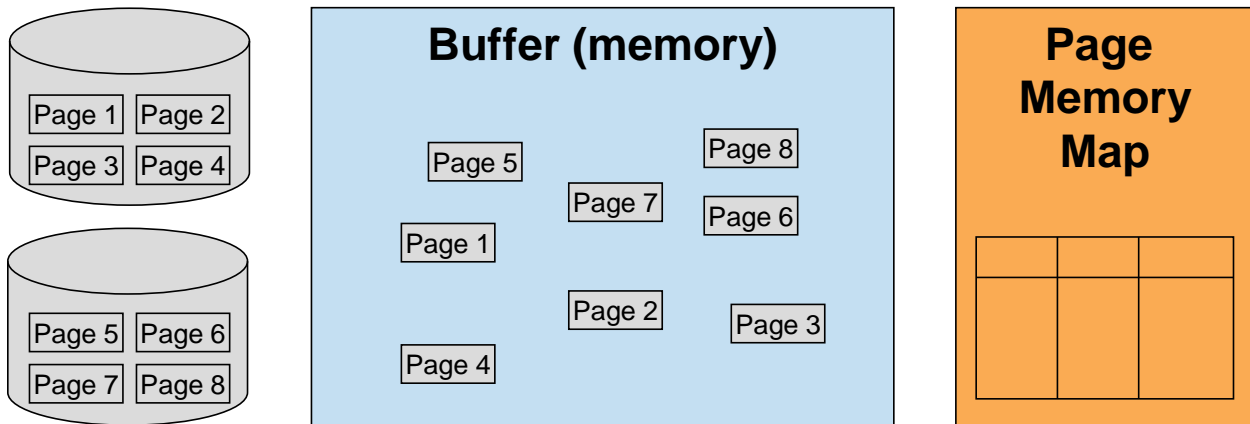 Page 1 Page 2
Page 3 Page 4
Page 5 Page 6
Page 7 Page 8
Buffer (memory)
Page 5
Page 8
Page 7
Page 6
Page 1
Page 2
Page 3
Page 4
Page
Memory
Map